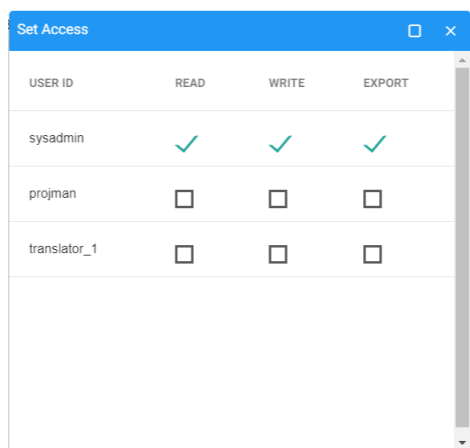 Set Access
USER ID READ WRITE EXPORT
sysadmin
projman
translator_1